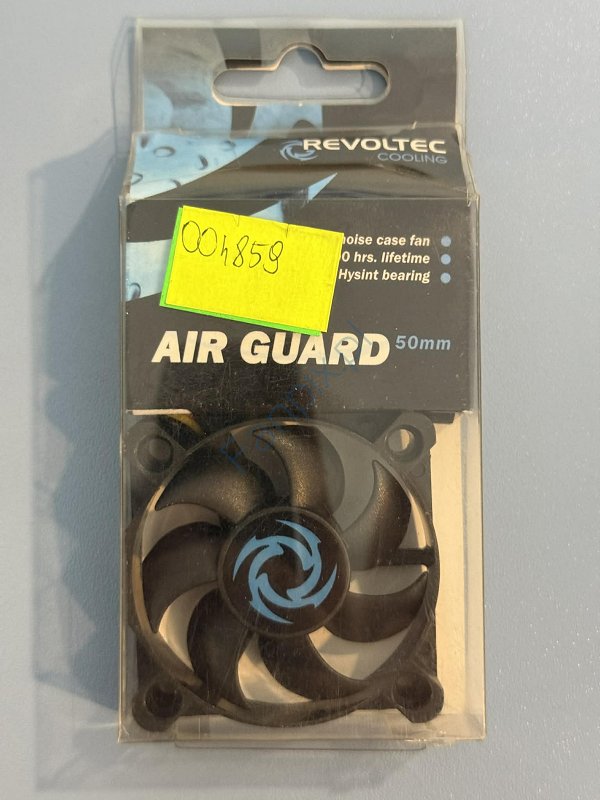 REVOLTEC
COOLING
noise case fan
0 hrs. lifetime
Hysint bearing
004859
AIR GUARD 50mm